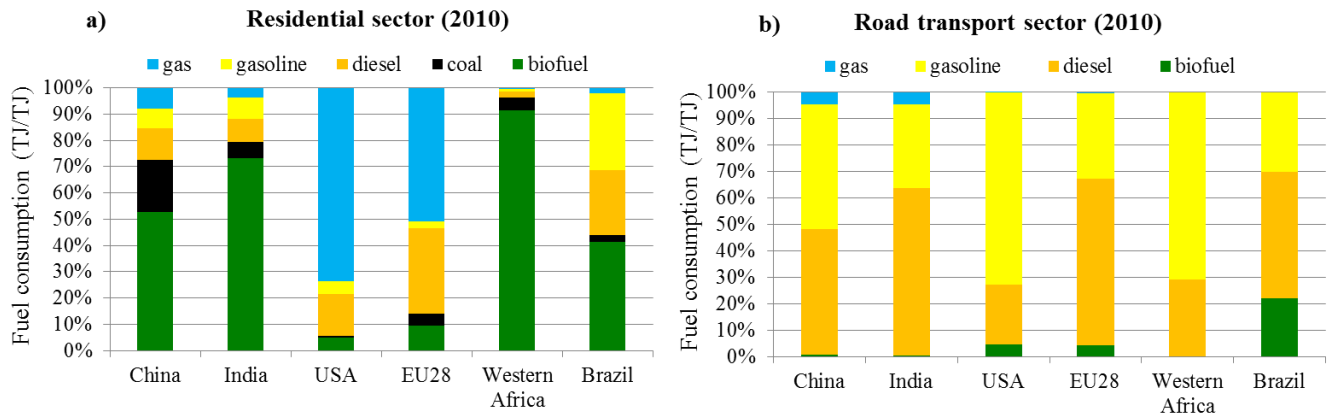 a) Residential sector (2010)
gas gasoline diesel coal biofuel
Fuel consumption (TJ/TJ)
100%
90%
80%
70%
60%
50%
40%
30%
20%
10%
0%
China India USA EU28 Western Brazil
Africa
b) Road transport sector (2010)
gas gasoline diesel biofuel
Fuel consumption (TJ/TJ)
100%
90%
80%
70%
60%
50%
40%
30%
20%
10%
0%
China India USA EU28 Western Brazil
Africa